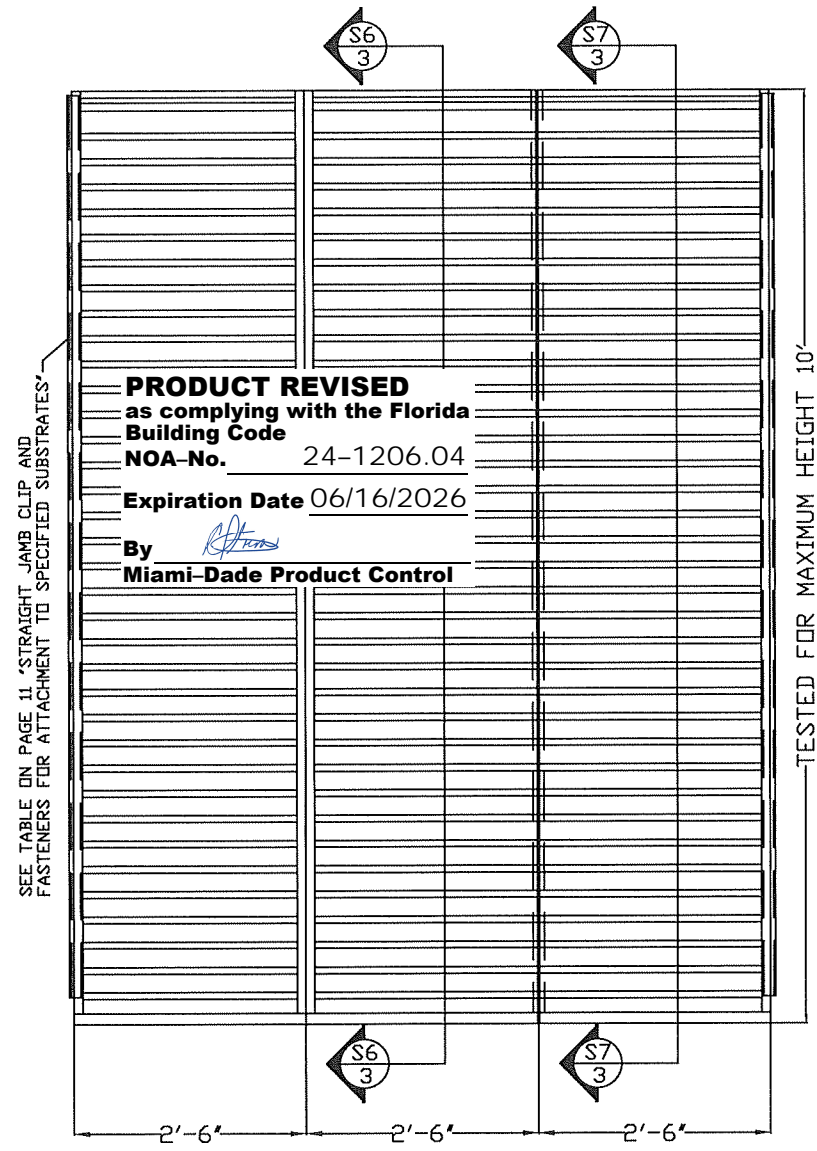 S6
3
S7
3
SEE TABLE ON PAGE 11 "STRAIGHT JAMB CLIP AND
FASTENERS FOR ATTACHMENT TO SPECIFIED SUBSTRATES"
PRODUCT REVISED
as complying with the Florida
Building Code
NOA–No. 24–1206.04
Expiration Date 06/16/2026
By
Miami–Dade Product Control
TESTED FOR MAXIMUM HEIGHT 10'
S6
3
S7
3
2'-6"
2'-6"
2'-6"